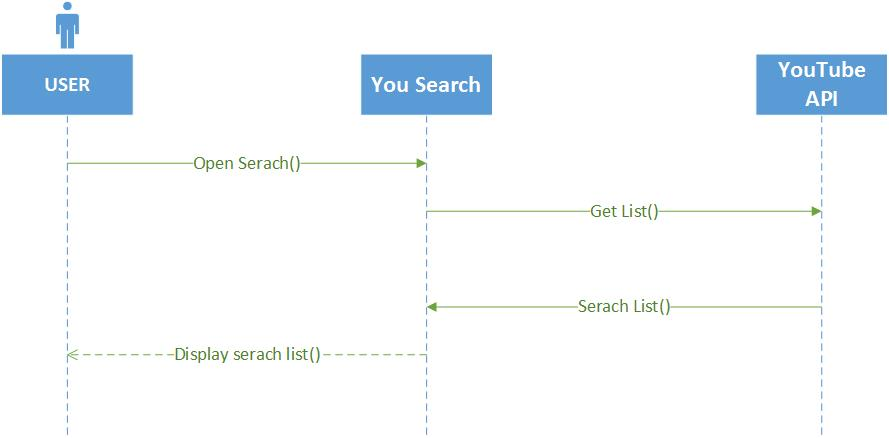 USER
You Search
YouTube
API
Open Serach()
Get List()
Serach List()
Display serach list()